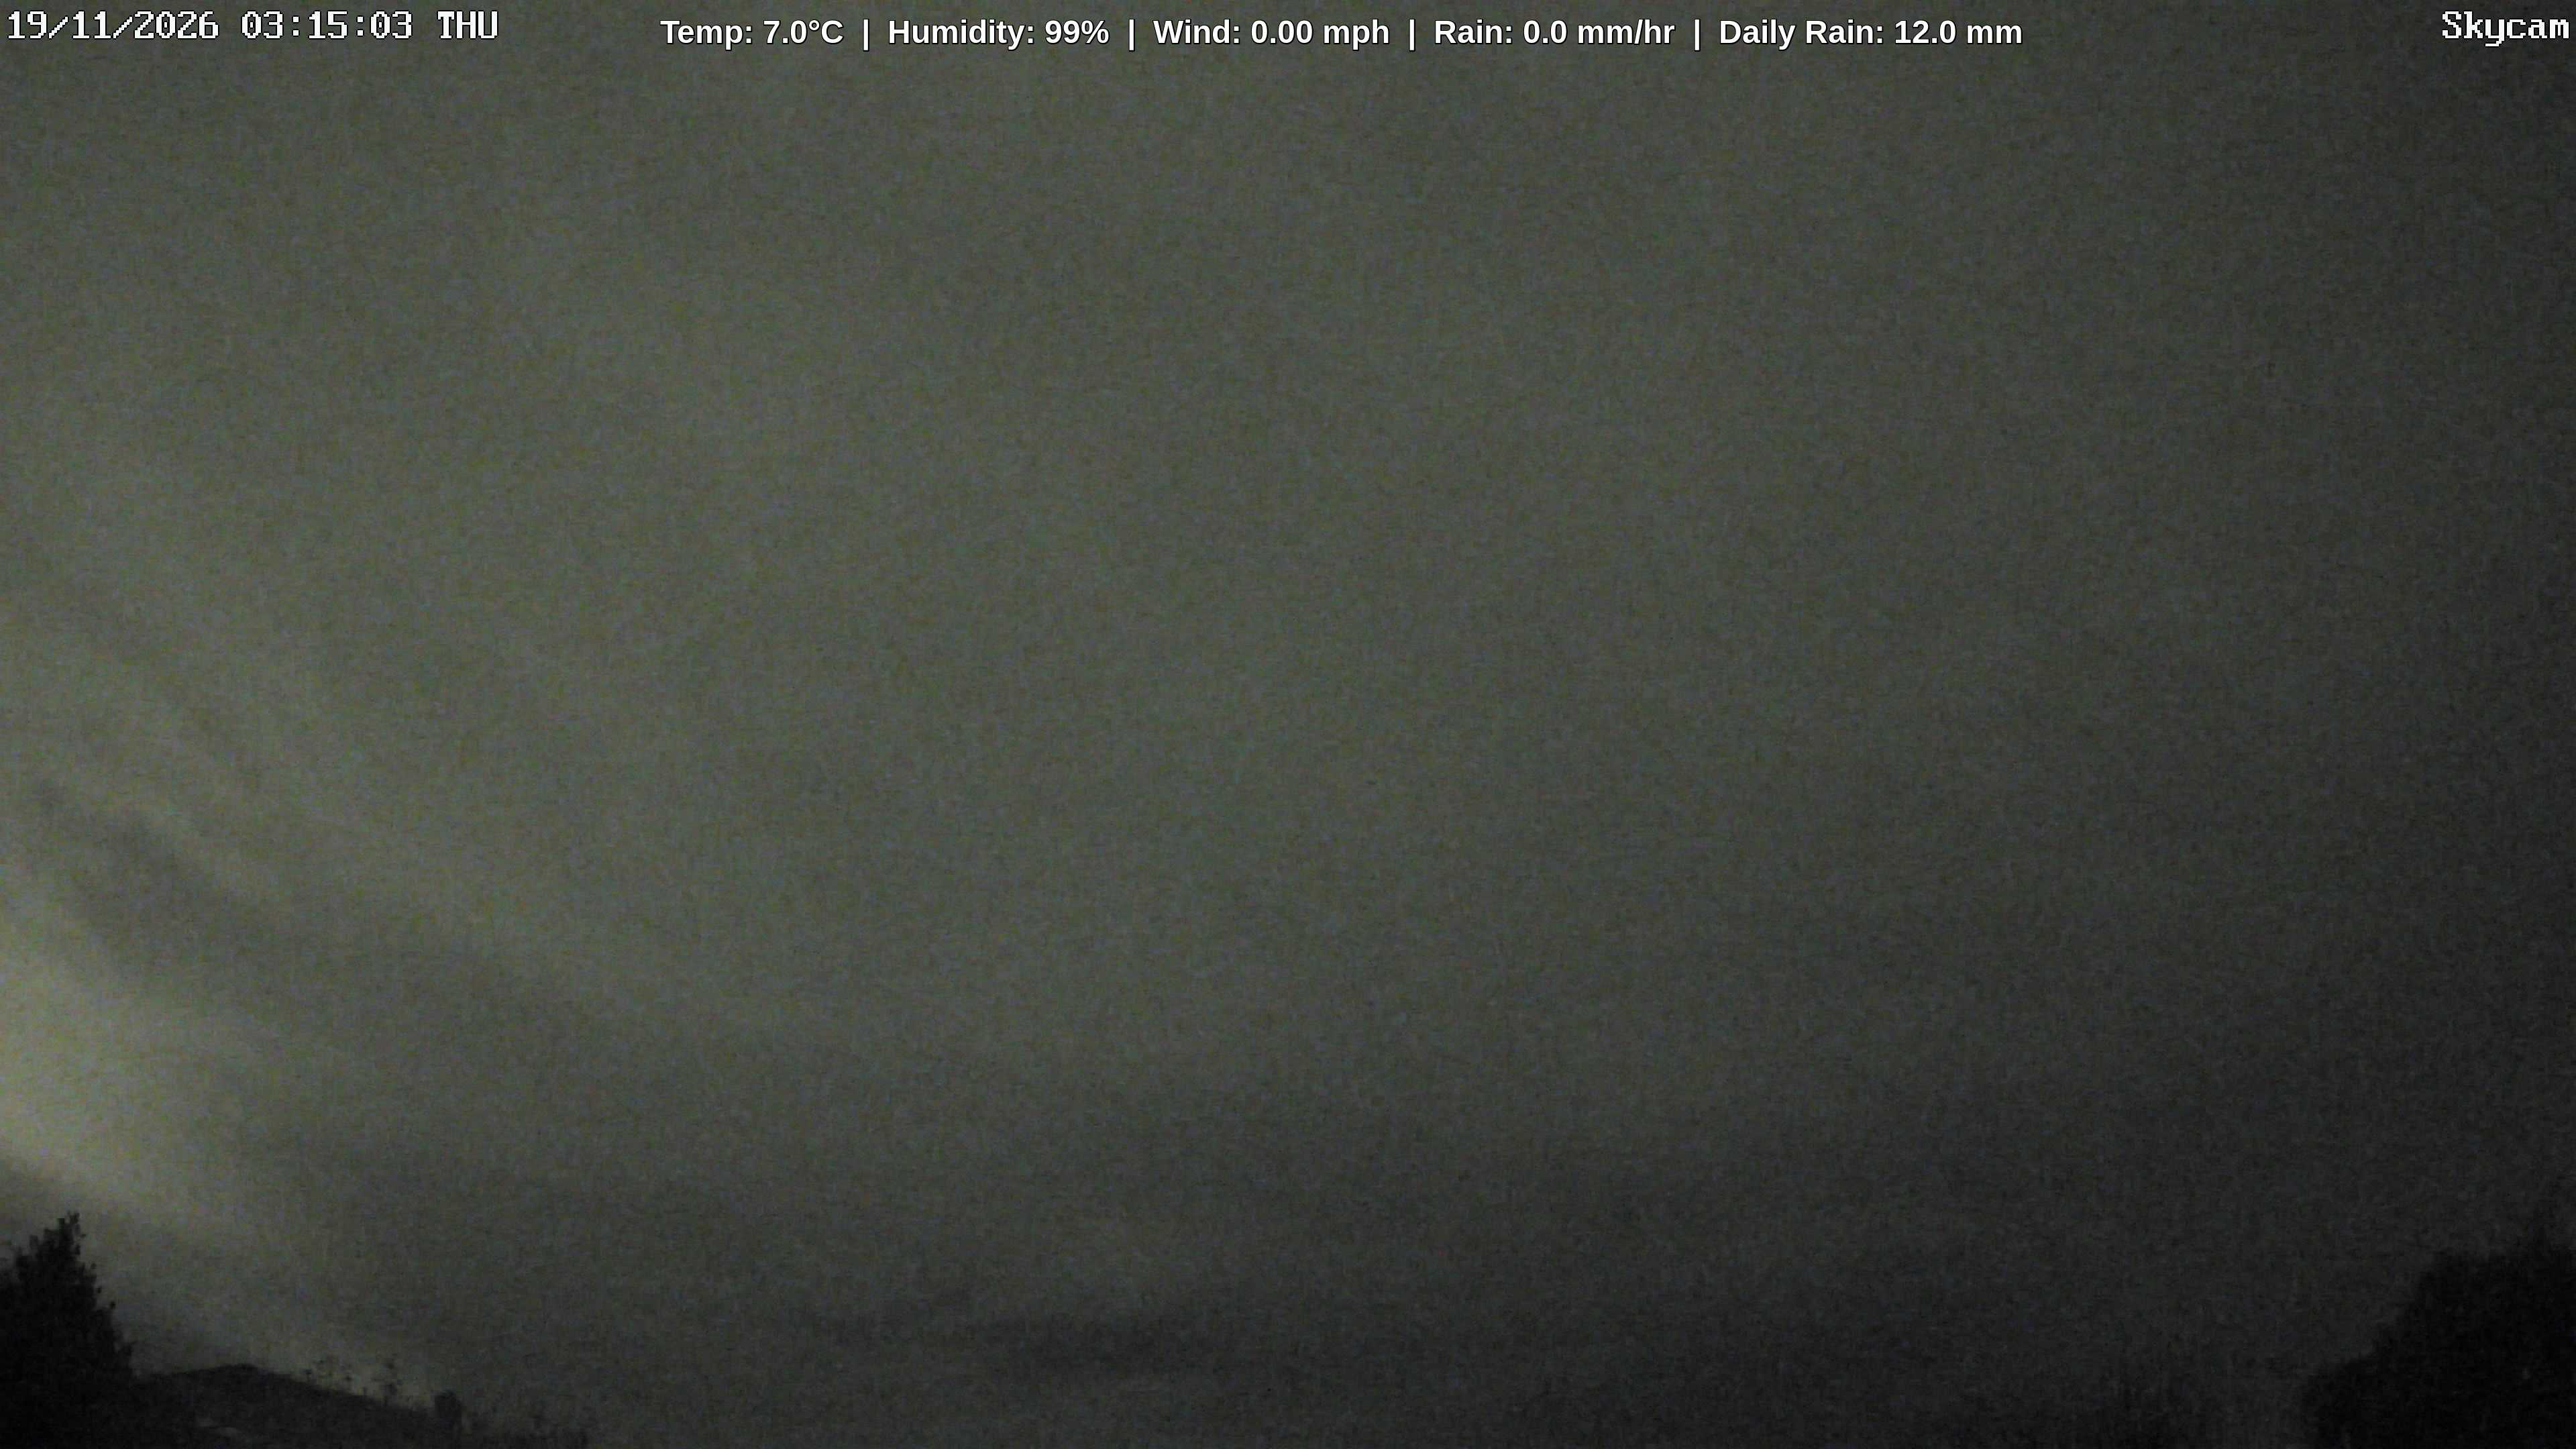 19/11/2026 03:15:03 THU
Temp: 7.0°C | Humidity: 99% | Wind: 0.00 mph | Rain: 0.0 mm/hr | Daily Rain: 12.0 mm
Skycam